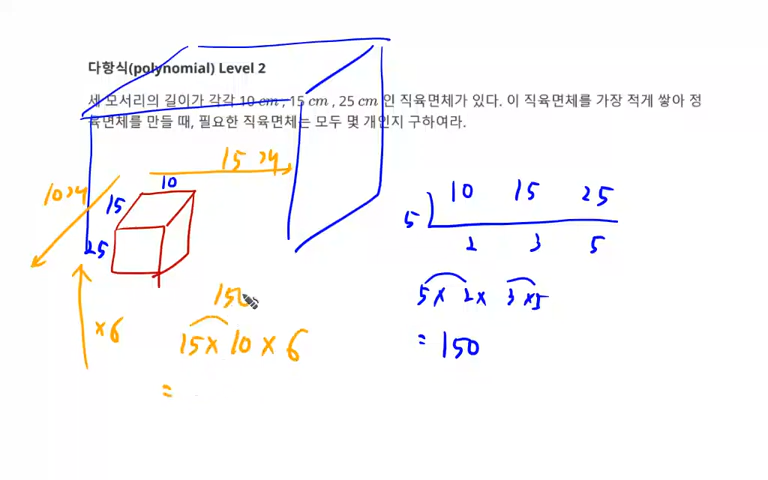 다항식(polynomial) Level 2
세 모서리의 길이가 각각 10 cm , 15 cm , 25 cm 인 직육면체가 있다. 이 직육면체를 가장 적게 쌓아 정
육면체를 만들 때, 필요한 직육면체는 모두 몇 개인지 구하여라.
15 개
10개
10
15
25
×6
150
15 × 10 × 6
=
10 15 25
5
2 3 5
5 × 2 × 3 × 5
= 150